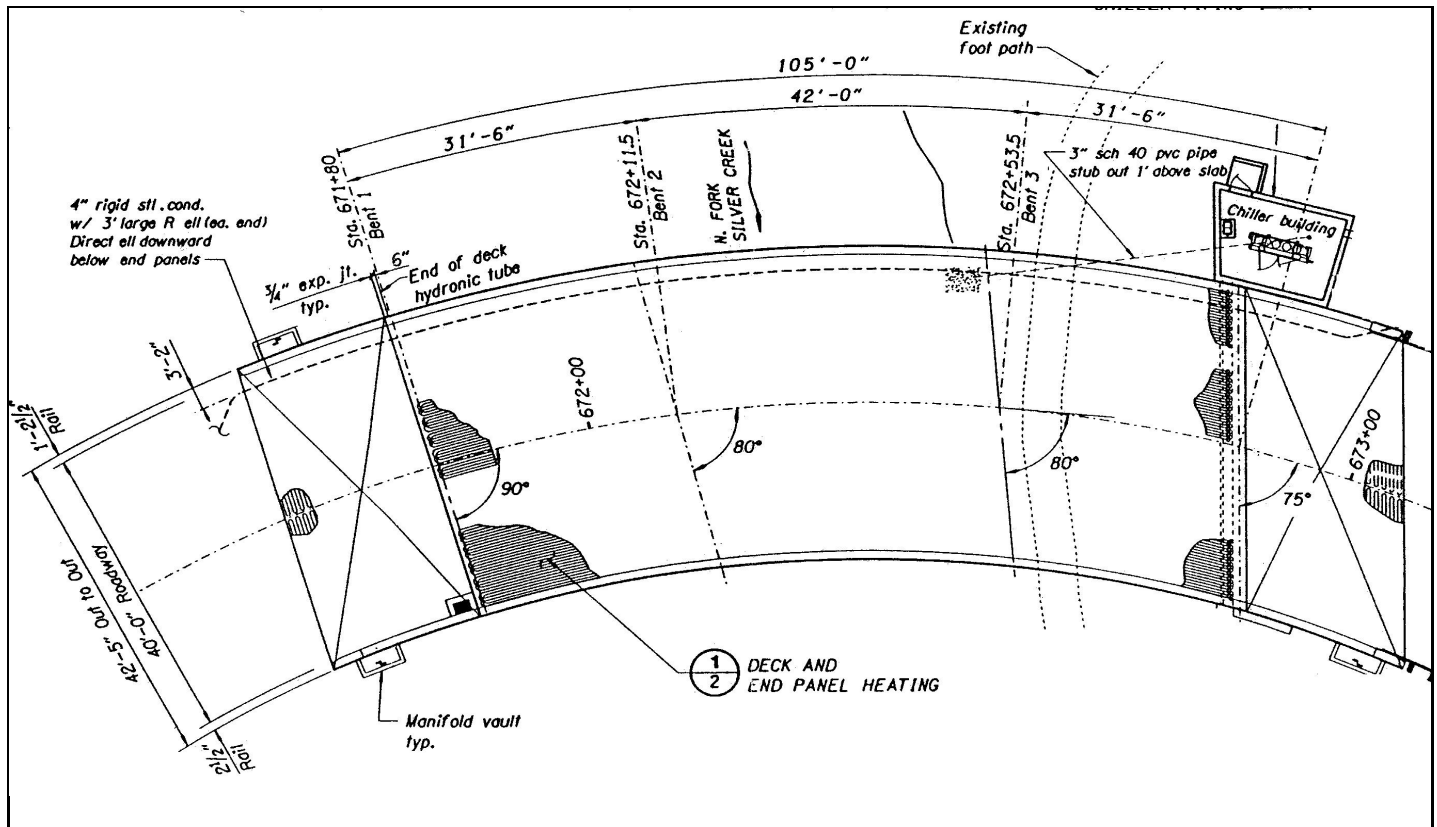 Existing
foot path
105'-0"
42'-0"
31'-6"
31'-6"
Sta. 671+80
Bent 1
Sta. 672+11.5
Bent 2
N. FORK
SILVER CREEK
Sta. 672+53.5
Bent 3
3" sch 40 pvc pipe
stub out 1' above slab
Chiller building
4" rigid stl. cond.
w/ 3' large R ell (ea. end)
Direct ell downward
below end panels
3/4" exp. jt.
typ.
6"
End of deck
hydronic tube
3'-2"
1'-2 1/2"
Rail
672+00
80°
80°
90°
75°
673+00
42'-5" Out to Out
40'-0" Roadway
1
2
DECK AND
END PANEL HEATING
Manifold vault
typ.
2 1/2"
Rail